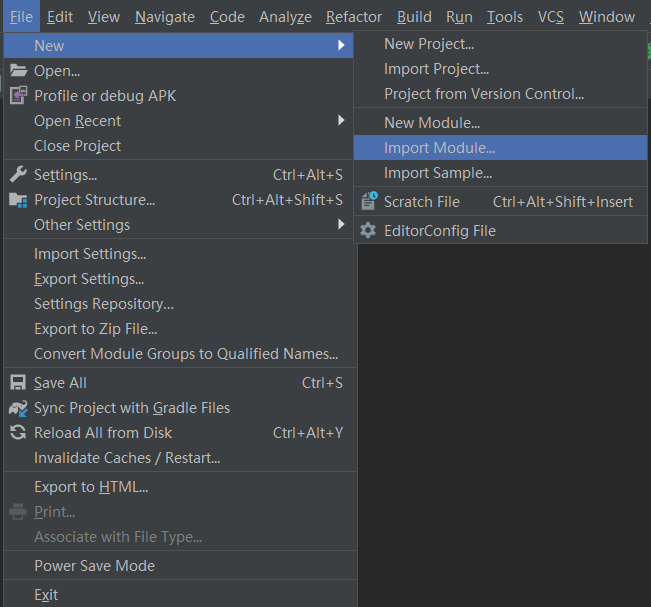 File Edit View Navigate Code Analyze Refactor Build Run Tools VCS Window
New
Open...
Profile or debug APK
Open Recent
Close Project
Settings... Ctrl+Alt+S
Project Structure... Ctrl+Alt+Shift+S
Other Settings
Import Settings...
Export Settings...
Settings Repository...
Export to Zip File...
Convert Module Groups to Qualified Names...
Save All Ctrl+S
Sync Project with Gradle Files
Reload All from Disk Ctrl+Alt+Y
Invalidate Caches / Restart...
Export to HTML...
Print...
Associate with File Type...
Power Save Mode
Exit
New Project...
Import Project...
Project from Version Control...
New Module...
Import Module...
Import Sample...
Scratch File Ctrl+Alt+Shift+Insert
EditorConfig File